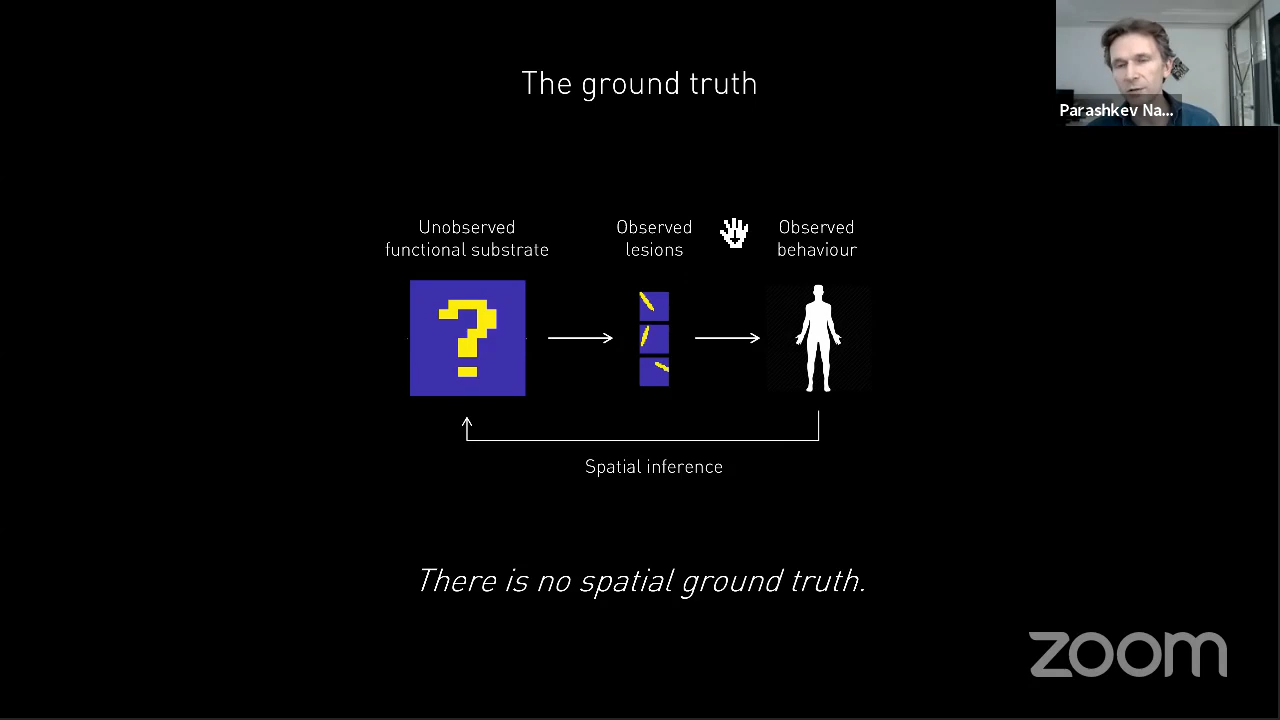 The ground truth
Parashkev Na...
Unobserved
functional substrate
Observed
lesions
Observed
behaviour
?
Spatial inference
There is no spatial ground truth.
zoom